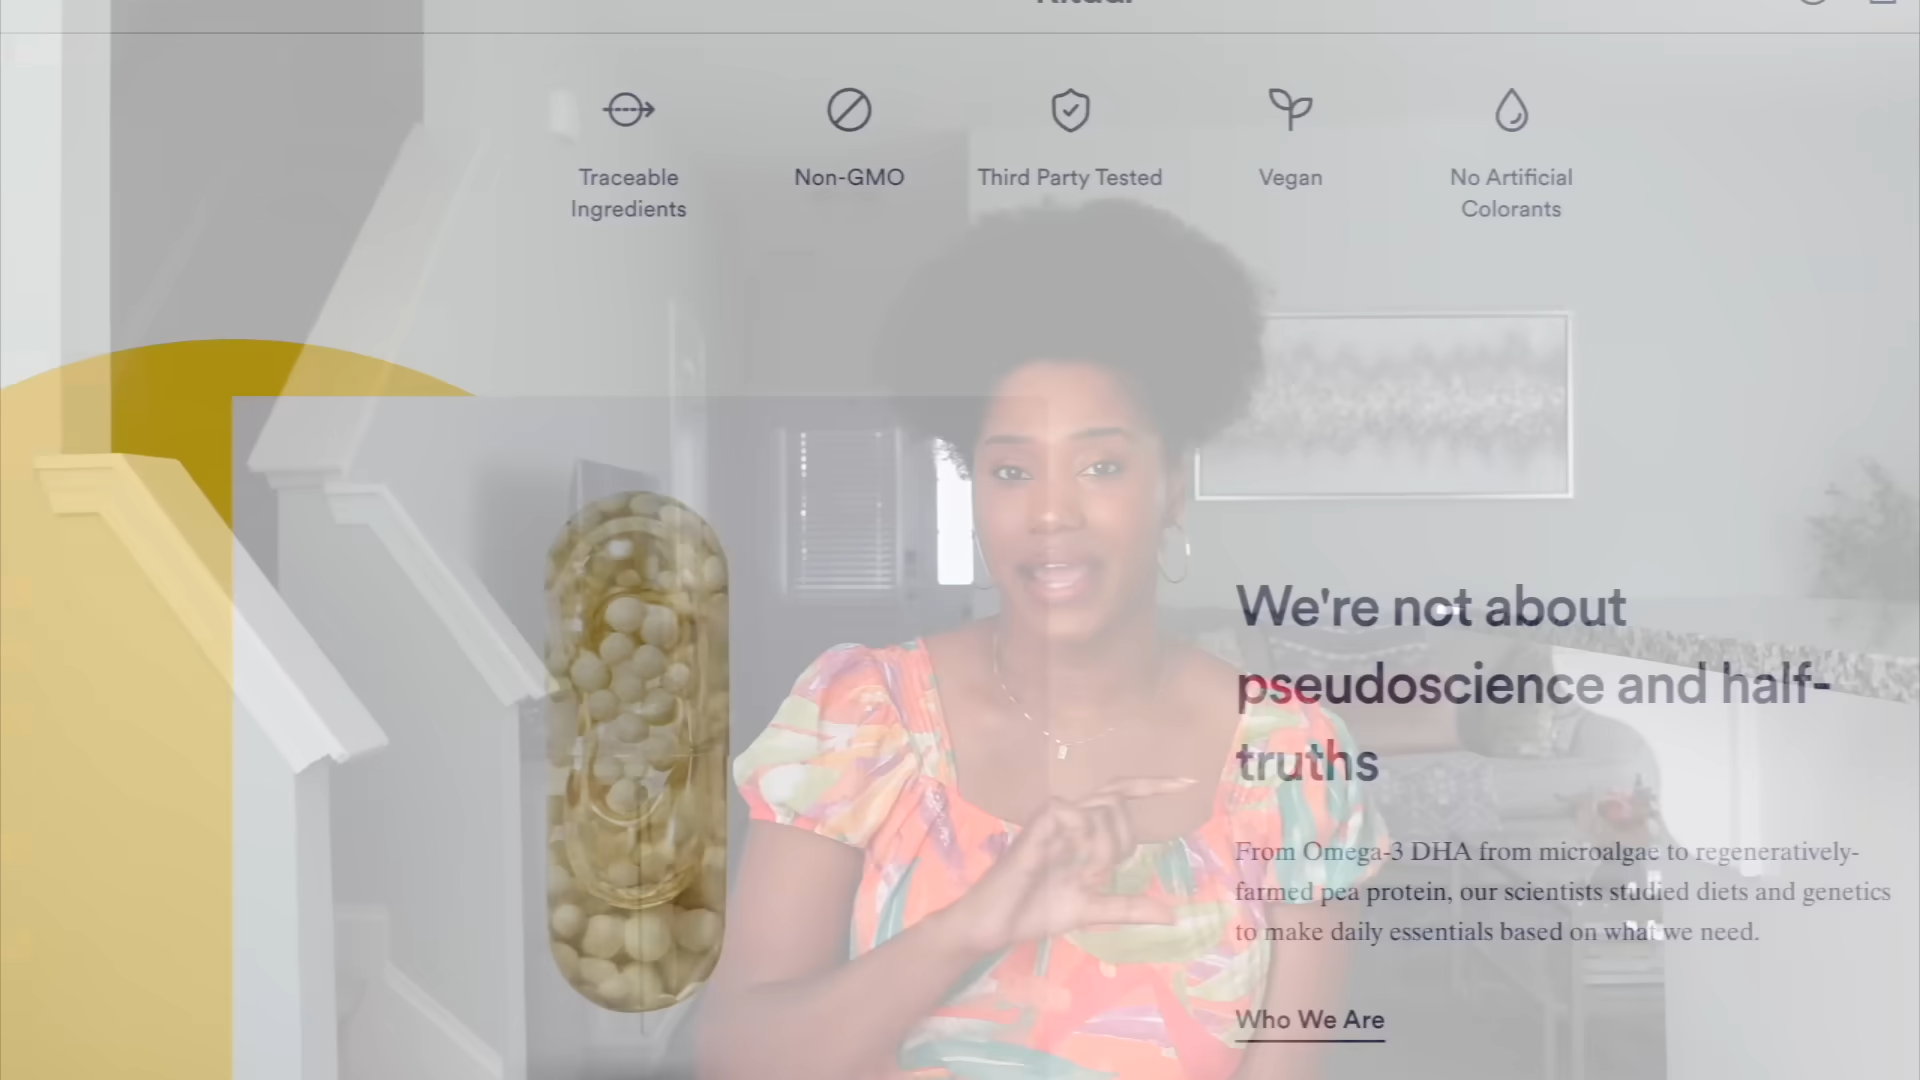 Ritual
Traceable
Ingredients
Non-GMO
Third Party Tested
Vegan
No Artificial
Colorants
We're not about
pseudoscience and half-
truths
From Omega-3 DHA from microalgae to regeneratively-
farmed pea protein, our scientists studied diets and genetics
to make daily essentials based on what we need.
Who We Are